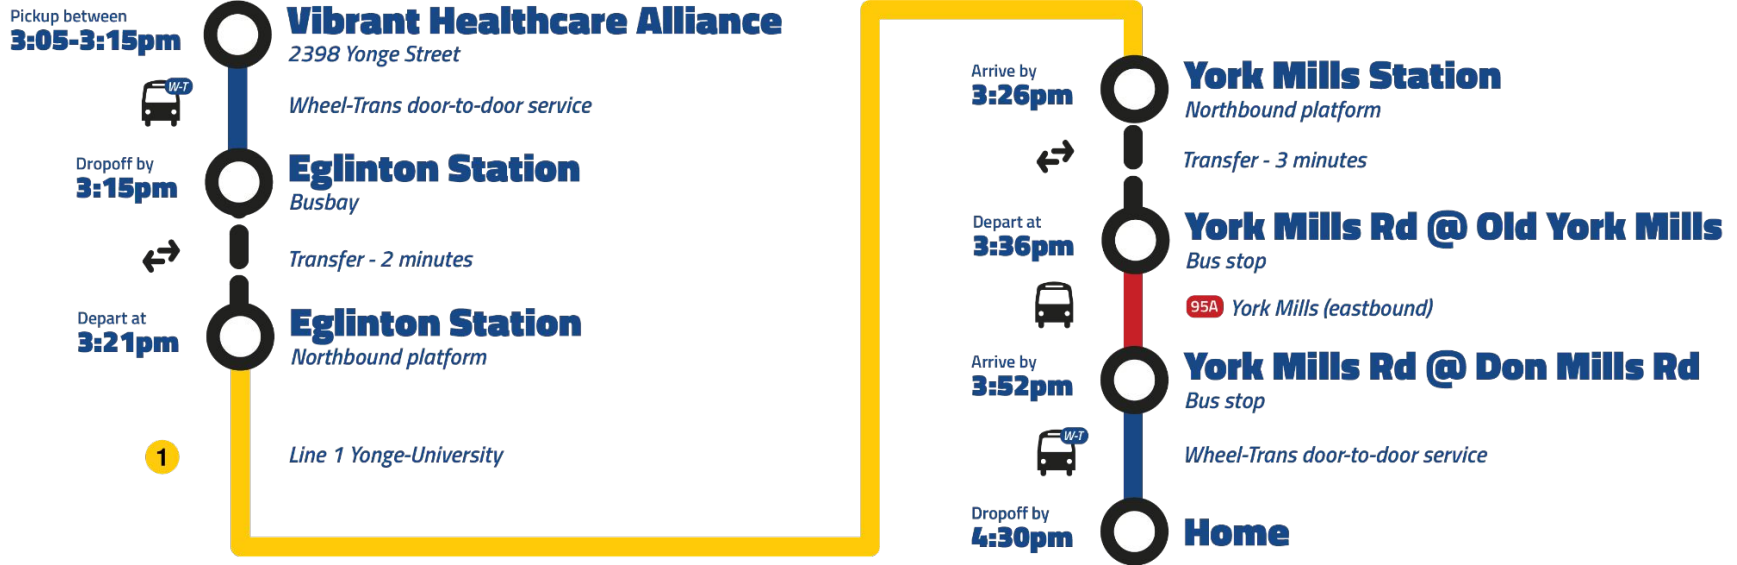 Pickup between
3:05-3:15pm
Vibrant Healthcare Alliance
2398 Yonge Street
W-T
Wheel-Trans door-to-door service
Dropoff by
3:15pm
Eglinton Station
Busbay
Transfer - 2 minutes
Depart at
3:21pm
Eglinton Station
Northbound platform
1
Line 1 Yonge-University
Arrive by
3:26pm
York Mills Station
Northbound platform
Transfer - 3 minutes
Depart at
3:36pm
York Mills Rd @ Old York Mills
Bus stop
95A York Mills (eastbound)
Arrive by
3:52pm
York Mills Rd @ Don Mills Rd
Bus stop
W-T
Wheel-Trans door-to-door service
Dropoff by
4:30pm
Home